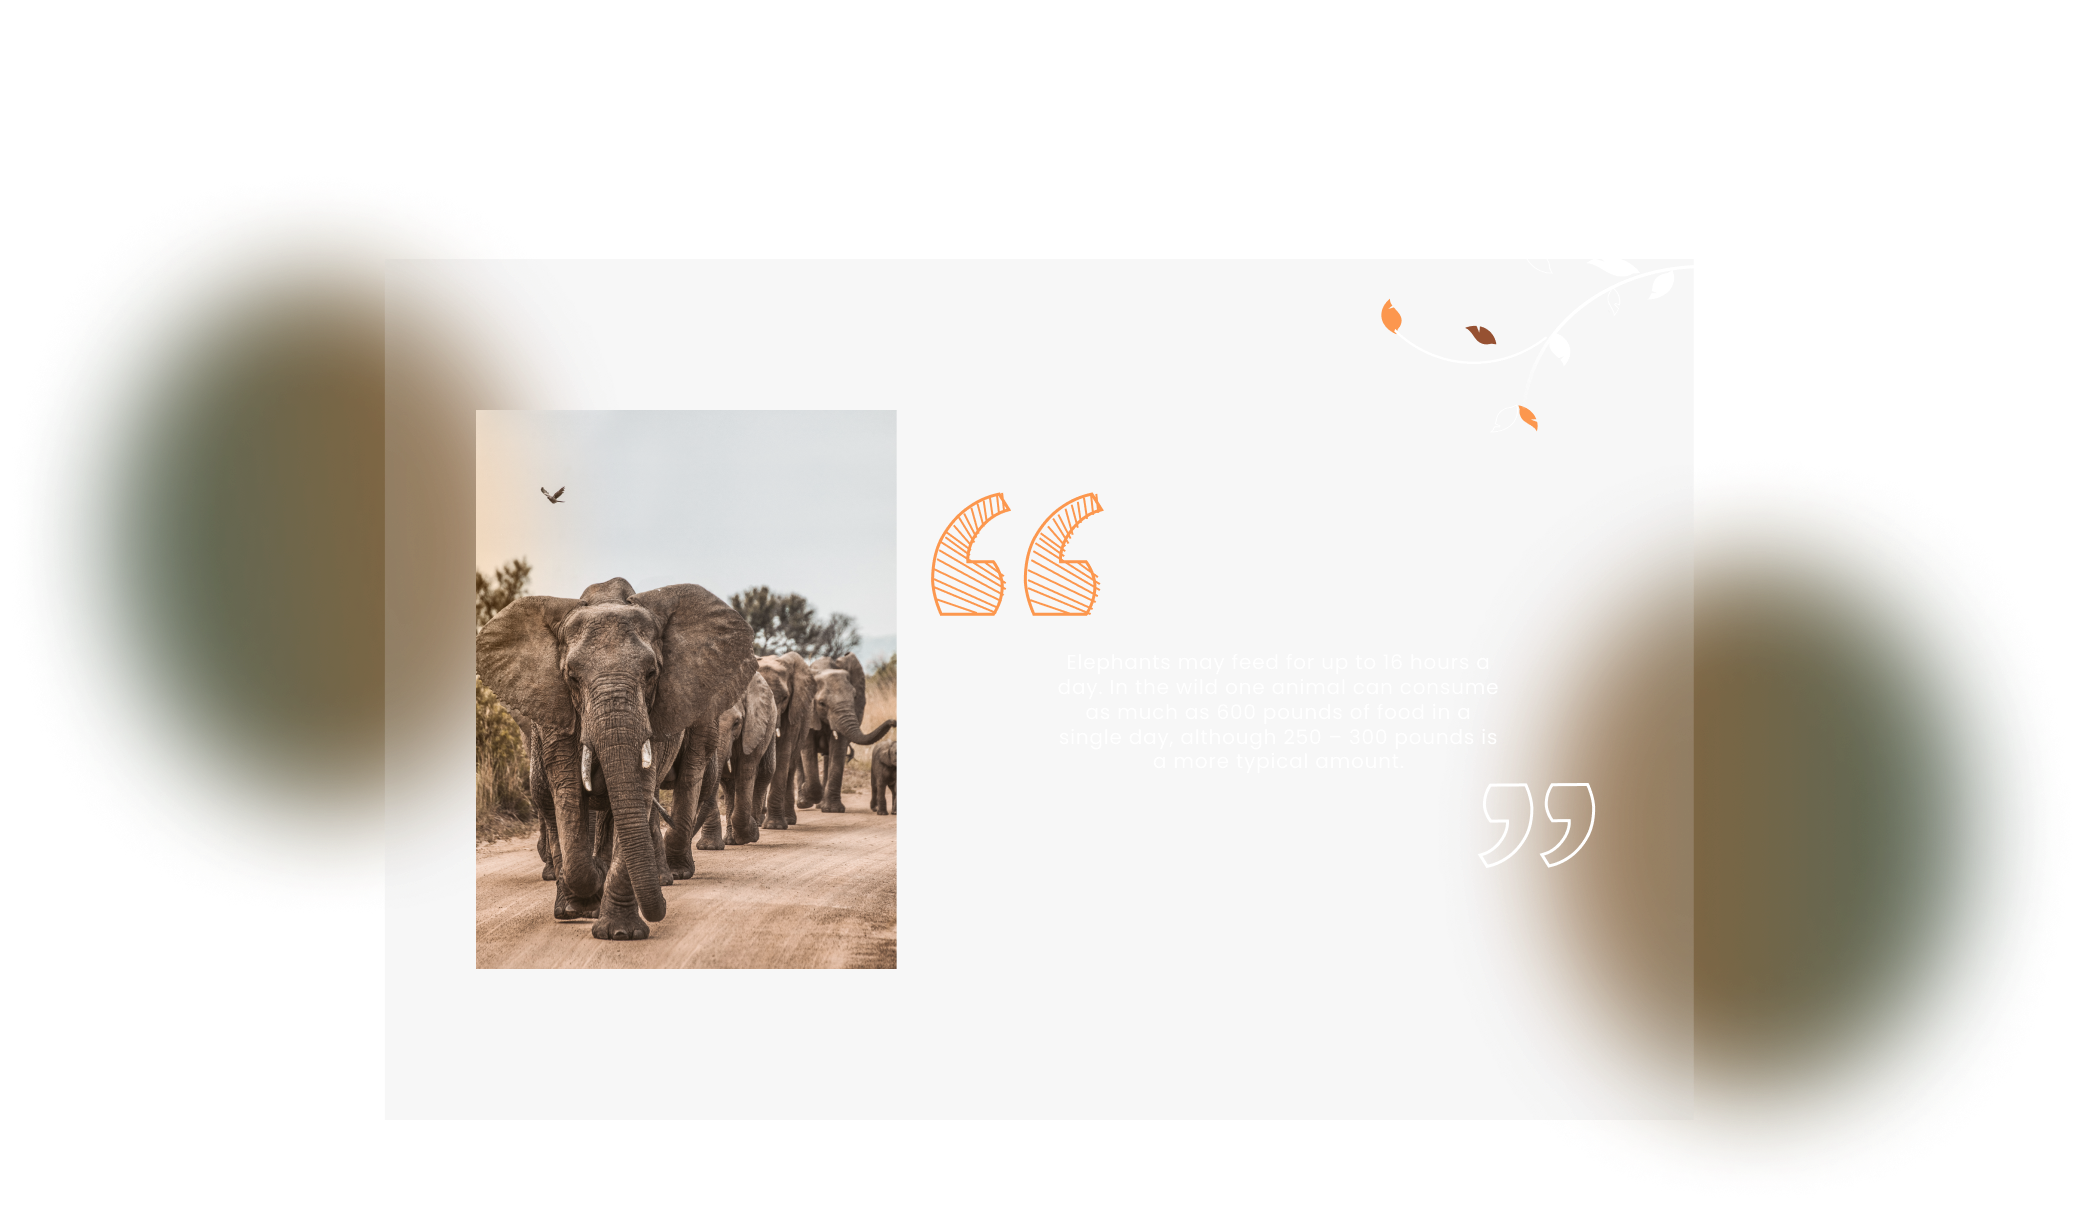 Elephants may feed for up to 16 hours a
day. In the wild one animal can consume
as much as 600 pounds of food in a
single day, although 250 - 300 pounds is
a more typical amount.